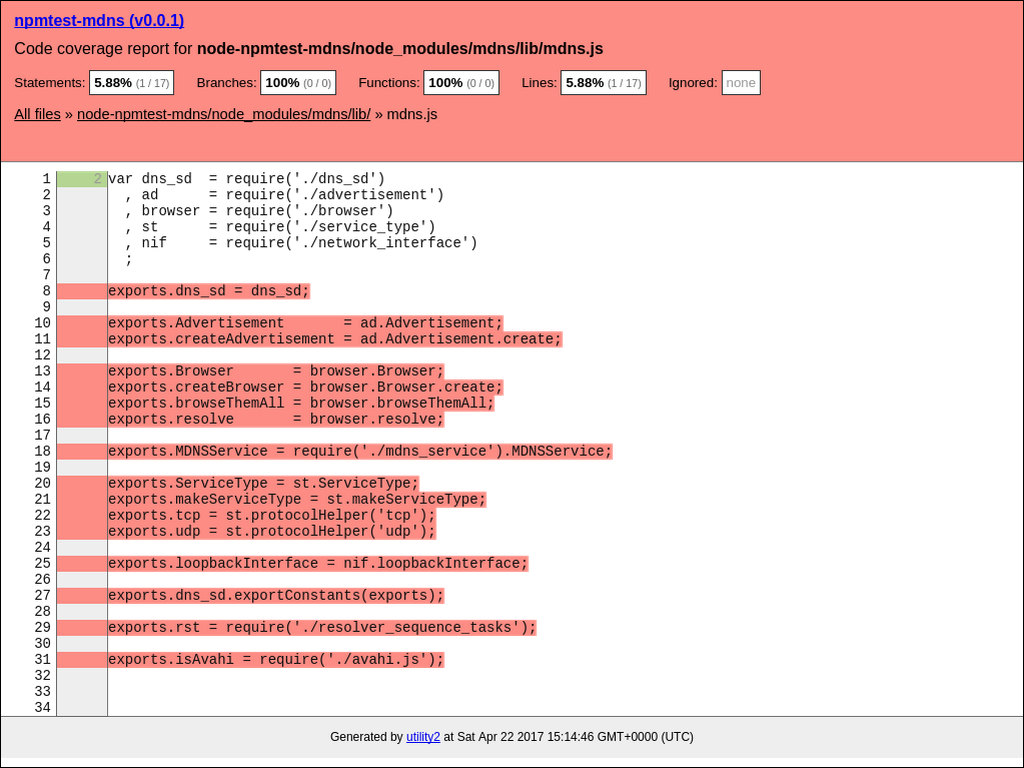 npmtest-mdns (v0.0.1)
Code coverage report for node-npmtest-mdns/node_modules/mdns/lib/mdns.js
Statements: 5.88% (1 / 17) Branches: 100% (0 / 0) Functions: 100% (0 / 0) Lines: 5.88% (1 / 17) Ignored: none
All files » node-npmtest-mdns/node_modules/mdns/lib/ » mdns.js
1 2 var dns_sd  = require('./dns_sd')
2   , ad      = require('./advertisement')
3   , browser = require('./browser')
4   , st      = require('./service_type')
5   , nif     = require('./network_interface')
6   ;
7
8 exports.dns_sd = dns_sd;
9
10 exports.Advertisement       = ad.Advertisement;
11 exports.createAdvertisement = ad.Advertisement.create;
12
13 exports.Browser       = browser.Browser;
14 exports.createBrowser = browser.Browser.create;
15 exports.browseThemAll = browser.browseThemAll;
16 exports.resolve       = browser.resolve;
17
18 exports.MDNSService = require('./mdns_service').MDNSService;
19
20 exports.ServiceType = st.ServiceType;
21 exports.makeServiceType = st.makeServiceType;
22 exports.tcp = st.protocolHelper('tcp');
23 exports.udp = st.protocolHelper('udp');
24
25 exports.loopbackInterface = nif.loopbackInterface;
26
27 exports.dns_sd.exportConstants(exports);
28
29 exports.rst = require('./resolver_sequence_tasks');
30
31 exports.isAvahi = require('./avahi.js');
32
33
34
Generated by utility2 at Sat Apr 22 2017 15:14:46 GMT+0000 (UTC)